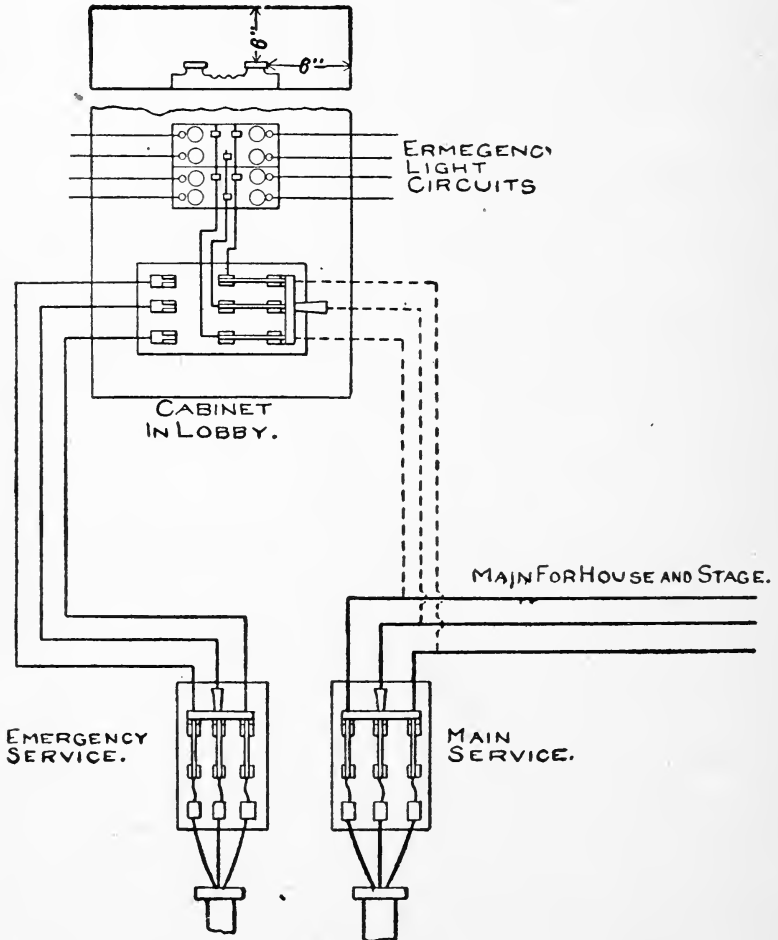 8"
8"
ERMEGENCY
LIGHT
CIRCUITS
CABINET
IN LOBBY.
MAIN FOR HOUSE AND STAGE.
EMERGENCY
SERVICE.
MAIN
SERVICE.